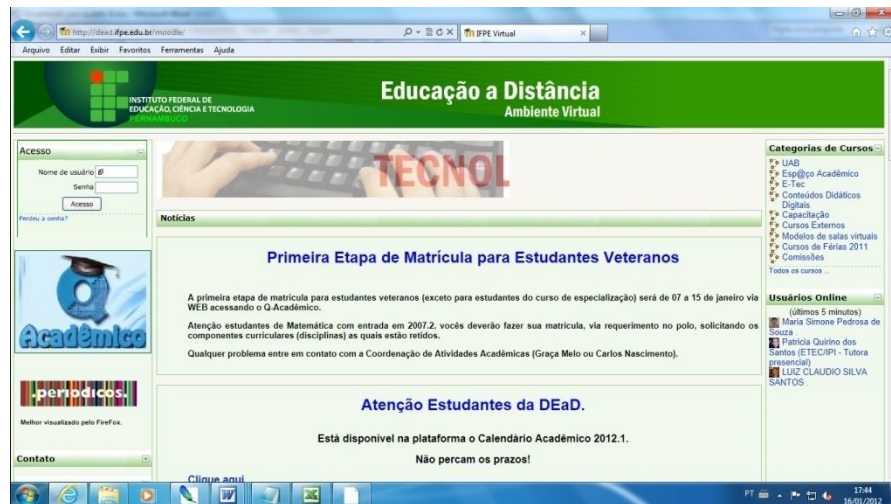 http://dead.ifpe.edu.br/moodle/
IFPE Virtual
Arquivo Editar Exibir Favoritos Ferramentas Ajuda
INSTITUTO FEDERAL DE
EDUCAÇÃO, CIÊNCIA E TECNOLOGIA
PERNAMBUCO
Educação a Distância
Ambiente Virtual
Acesso
Nome de usuário
Senha
Acesso
Perdeu a senha?
Q
Acadêmico
.periodicos.
Melhor visualizado pelo FireFox.
Contato
TECNOL
Notícias
Primeira Etapa de Matrícula para Estudantes Veteranos
A primeira etapa de matrícula para estudantes veteranos (exceto para estudantes do curso de especialização) será de 07 a 15 de janeiro via
WEB acessando o Q-Acadêmico.
Atenção estudantes de Matemática com entrada em 2007.2, vocês deverão fazer sua matrícula, via requerimento no polo, solicitando os
componentes curriculares (disciplinas) as quais estão retidos.
Qualquer problema entre em contato com a Coordenação de Atividades Acadêmicas (Graça Melo ou Carlos Nascimento).
Atenção Estudantes da DEaD.
Está disponível na plataforma o Calendário Acadêmico 2012.1.
Não percam os prazos!
Clique aqui
Categorias de Cursos
UAB
Esp@ço Acadêmico
E-Tec
Conteúdos Didáticos
Digitais
Capacitação
Cursos Externos
Modelos de salas virtuais
Cursos de Férias 2011
Comissões
Todos os cursos ...
Usuários Online
(últimos 5 minutos)
Maria Simone Pedrosa de
Souza .
Patricia Quirino dos
Santos (ETEC/IPI - Tutora
presencial)
LUIZ CLAUDIO SILVA
SANTOS .
PT
17:44
16/01/2012